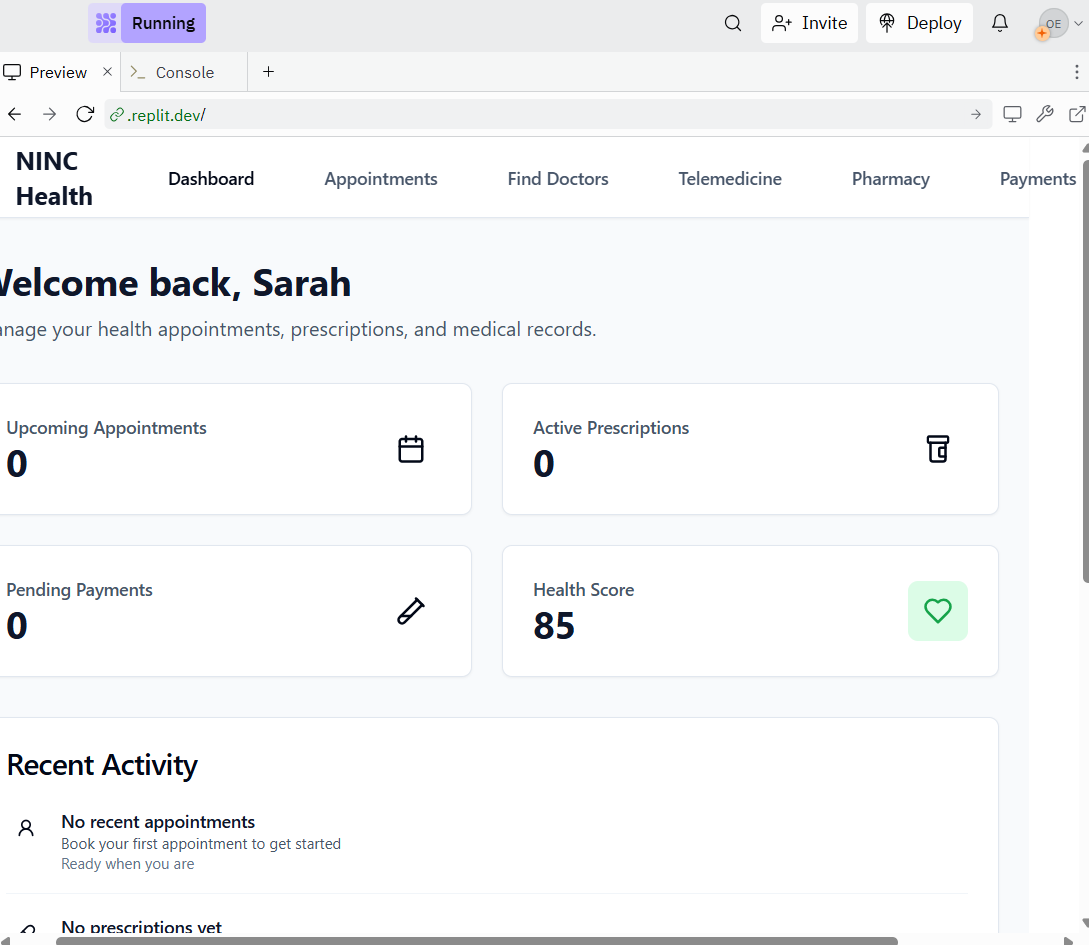 Running
Invite
Deploy
OE
Preview
Console
.replit.dev/
NINC
Health
Dashboard
Appointments
Find Doctors
Telemedicine
Pharmacy
Payments
Welcome back, Sarah
anage your health appointments, prescriptions, and medical records.
Upcoming Appointments
0
Active Prescriptions
0
Pending Payments
0
Health Score
85
Recent Activity
No recent appointments
Book your first appointment to get started
Ready when you are
No prescriptions yet